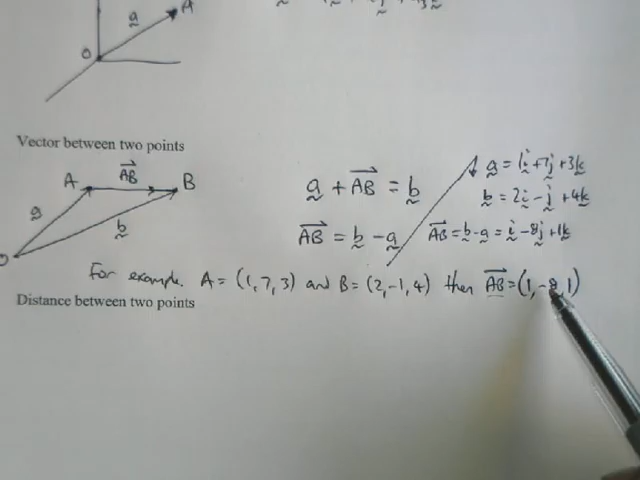 a
A
O
Vector between two points
A AB B
a
b
O
a + AB = b
AB = b - a
a = 1i + 7j + 3k
b = 2i - j + 4k
AB = b - a = i - 8j + 1k
For example. A = (1, 7, 3) and B = (2, -1, 4) then AB = (1, -8, 1)
Distance between two points